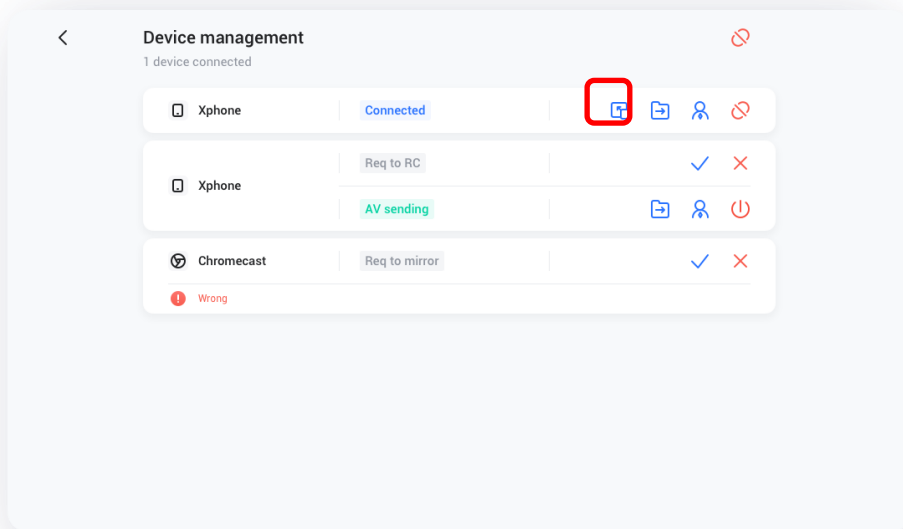 Device management
1 device connected
Xphone Connected
Req to RC
Xphone
AV sending
Chromecast Req to mirror
Wrong